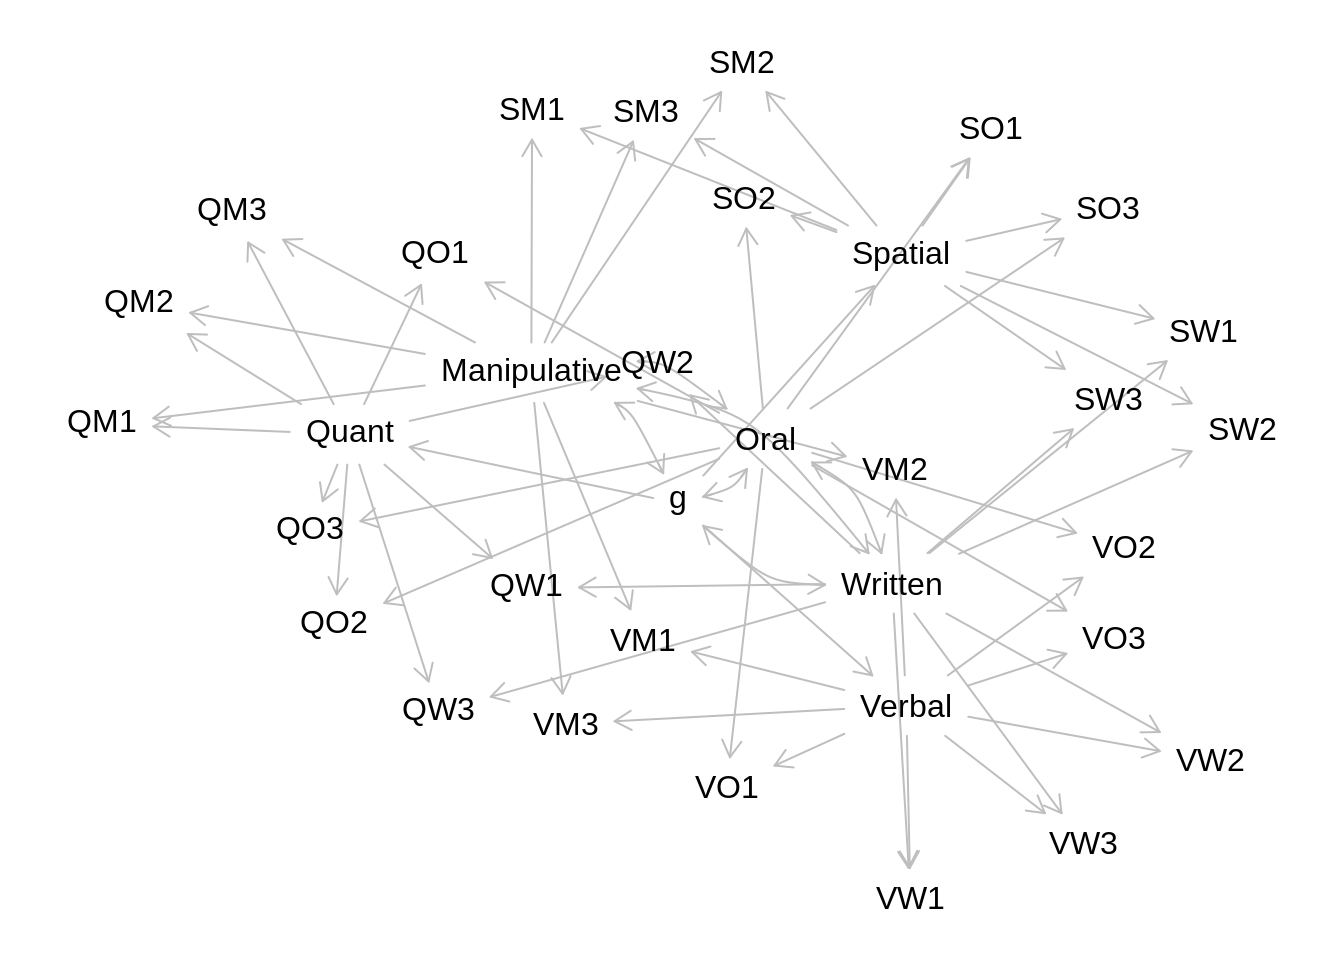 SM2
SM1
SM3
SO1
SO2
SO3
QM3
QO1
Spatial
QM2
SW1
Manipulative
QW2
SW3
QM1
Quant
Oral
SW2
VM2
g
QO3
VO2
QW1
Written
QO2
VM1
VO3
QW3
VM3
Verbal
VW2
VO1
VW3
VW1